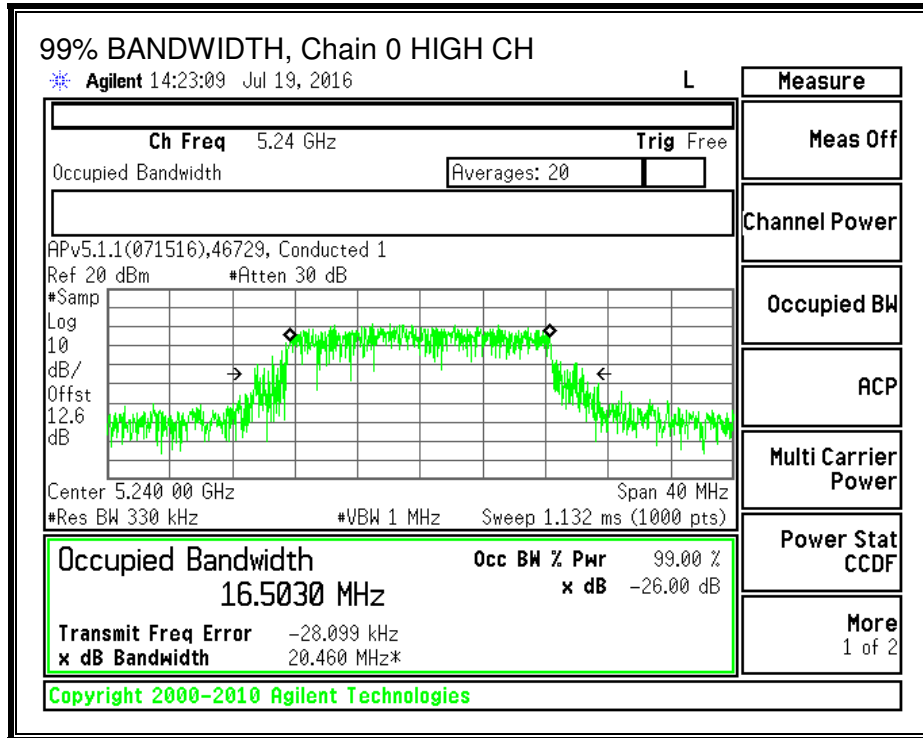 99% BANDWIDTH, Chain 0 HIGH CH
Agilent 14:23:09 Jul 19, 2016 L
Measure
Ch Freq 5.24 GHz Trig Free
Meas Off
Occupied Bandwidth Averages: 20
Channel Power
APv5.1.1(071516),46729, Conducted 1
Ref 20 dBm #Atten 30 dB
#Samp
Log
10
dB/
Offst
12.6
dB
Occupied BW
ACP
Multi Carrier
Power
Center 5.240 00 GHz Span 40 MHz
#Res BW 330 kHz #VBW 1 MHz Sweep 1.132 ms (1000 pts)
Occupied Bandwidth Occ BW % Pwr 99.00 %
16.5030 MHz x dB -26.00 dB
Power Stat
CCDF
Transmit Freq Error -28.099 kHz
x dB Bandwidth 20.460 MHz*
More
1 of 2
Copyright 2000-2010 Agilent Technologies